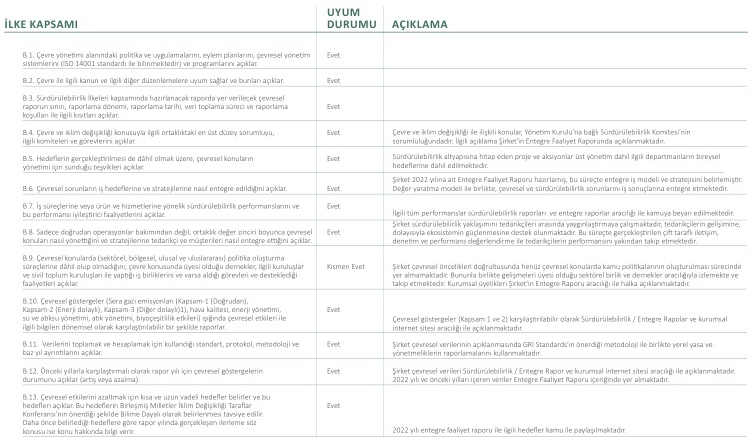 İLKE KAPSAMI
UYUM
DURUMU
AÇIKLAMA
B.1. Çevre yönetimi alanındaki politika ve uygulamalarını, eylem planlarını, çevresel yönetim
sistemlerini (ISO 14001 standardı ile bilinmektedir) ve programlarını açıklar.
Evet
B.2. Çevre ile ilgili kanun ve ilgili diğer düzenlemelere uyum sağlar ve bunları açıklar.
Evet
B.3. Sürdürülebilirlik İlkeleri kapsamında hazırlanacak raporda yer verilecek çevresel
raporun sınırı, raporlama dönemi, raporlama tarihi, veri toplama süreci ve raporlama
koşulları ile ilgili kısıtları açıklar.
Evet
B.4. Çevre ve iklim değişikliği konusuyla ilgili ortaklıktaki en üst düzey sorumluyu,
ilgili komiteleri ve görevlerini açıklar.
Evet
Çevre ve iklim değişikliği ile ilişkili konular, Yönetim Kurulu'na bağlı Sürdürülebilirlik Komitesi'nin
sorumluluğundadır. İlgili açıklama Şirket'in Entegre Faaliyet Raporunda açıklanmaktadır.
B.5. Hedeflerin gerçekleştirilmesi de dâhil olmak üzere, çevresel konuların
yönetimi için sunduğu teşvikleri açıklar.
Evet
Sürdürülebilirlik altyapısına hitap eden proje ve aksiyonlar üst yönetim dahil ilgili departmanların bireysel
hedeflerine dahil edilmektedir.
B.6. Çevresel sorunların iş hedeflerine ve stratejilerine nasıl entegre edildiğini açıklar.
Evet
Şirket 2022 yılına ait Entegre Faaliyet Raporu hazırlamış, bu süreçte entegre iş modeli ve stratejisini belirlemiştir.
Değer yaratma modeli ile birlikte, çevresel ve sürdürülebilirlik sorunların iş sonuçlarına entegre etmektedir.
B.7. İş süreçlerine veya ürün ve hizmetlerine yönelik sürdürülebilirlik performanslarını ve
bu performansı iyileştirici faaliyetlerini açıklar.
Evet
İlgili tüm performanslar sürdürülebilirlik raporları ve entegre raporlar aracılığı ile kamuya beyan edilmektedir.
B.8. Sadece doğrudan operasyonlar bakımından değil, ortaklık değer zinciri boyunca çevresel
konuları nasıl yönettiğini ve stratejilerine tedarikçi ve müşterileri nasıl entegre ettiğini açıklar.
Evet
Şirket sürdürülebilirlik yaklaşımını tedarikçileri arasında yaygınlaştırmaya çalışmaktadır, tedarikçilerin gelişimine,
dolayısıyla ekosistemin güçlenmesine destek olunmaktadır. Bu süreçte gerçekleştirilen çift taraflı iletişim,
denetim ve performans değerlendirme ile tedarikçilerin performansını yakından takip etmektedir.
B.9. Çevresel konularda (sektörel, bölgesel, ulusal ve uluslararası) politika oluşturma
süreçlerine dâhil olup olmadığını; çevre konusunda üyesi olduğu dernekler, ilgili kuruluşlar
ve sivil toplum kuruluşları ile yaptığı iş birliklerini ve varsa aldığı görevleri ve desteklediği
faaliyetleri açıklar.
Kısmen Evet
Şirket çevresel öncelikleri doğrultusunda henüz çevresel konularda kamu politikalarının oluşturulması sürecinde
yer almamaktadır. Bununla birlikte gelişmeleri üyesi olduğu sektörel birlik ve dernekler aracılığıyla izlemekte ve
takip etmektedir. Kurumsal üyelikleri Şirket'in Entegre Raporu aracılığı ile halka açıklanmaktadır.
B.10. Çevresel göstergeler (Sera gazı emisyonları (Kapsam-1 (Doğrudan),
Kapsam-2 (Enerji dolaylı), Kapsam-3 (Diğer dolaylı)1), hava kalitesi, enerji yönetimi,
su ve atıksu yönetimi, atık yönetimi, biyoçeşitlilik etkileri) ışığında çevresel etkileri ile
ilgili bilgileri dönemsel olarak karşılaştırılabilir bir şekilde raporlar.
Evet
Çevresel göstergeler (Kapsam 1 ve 2) karşılaştırılabilir olarak Sürdürülebilirlik / Entegre Raporlar ve kurumsal
internet sitesi aracılığı ile açıklanmaktadır.
B.11. Verilerini toplamak ve hesaplamak için kullandığı standart, protokol, metodoloji ve
baz yıl ayrıntılarını açıklar.
Evet
Şirket çevresel verilerinin açıklanmasında GRI Standards'ın önerdiği metodoloji ile birlikte yerel yasa ve
yönetmeliklerin raporlamalarını kullanmaktadır.
B.12. Önceki yıllarla karşılaştırmalı olarak rapor yılı için çevresel göstergelerin
durumunu açıklar (artış veya azalma).
Evet
Şirket çevresel verileri Sürdürülebilirlik / Entegre Rapor ve kurumsal internet sitesi aracılığı ile açıklanmaktadır.
2022 yılı ve önceki yılları içeren veriler Entegre Faaliyet Raporu içeriğinde yer almaktadır.
B.13. Çevresel etkilerini azaltmak için kısa ve uzun vadeli hedefler belirler ve bu
hedefleri açıklar. Bu hedeflerin Birleşmiş Milletler İklim Değişikliği Taraflar
Konferansı'nın önerdiği şekilde Bilime Dayalı olarak belirlenmesi tavsiye edilir.
Daha önce belirlediği hedeflere göre rapor yılında gerçekleşen ilerleme söz
konusu ise konu hakkında bilgi verir.
Evet
2022 yılı entegre faaliyet raporu ile ilgili hedefler kamu ile paylaşılmaktadır.